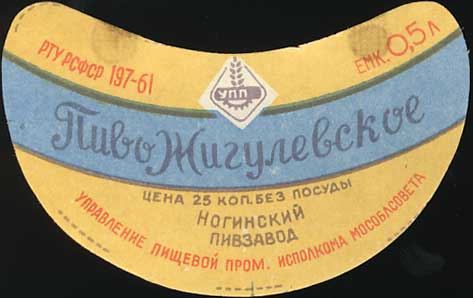 РТУ РСФСР 197-61
ЕМК. 0,5 Л
УПП
Пиво Жигулевское
ЦЕНА 25 КОП. БЕЗ ПОСУДЫ
НОГИНСКИЙ
ПИВЗАВОД
УПРАВЛЕНИЕ ПИЩЕВОЙ ПРОМ. ИСПОЛКОМА МОСОБЛСОВЕТА